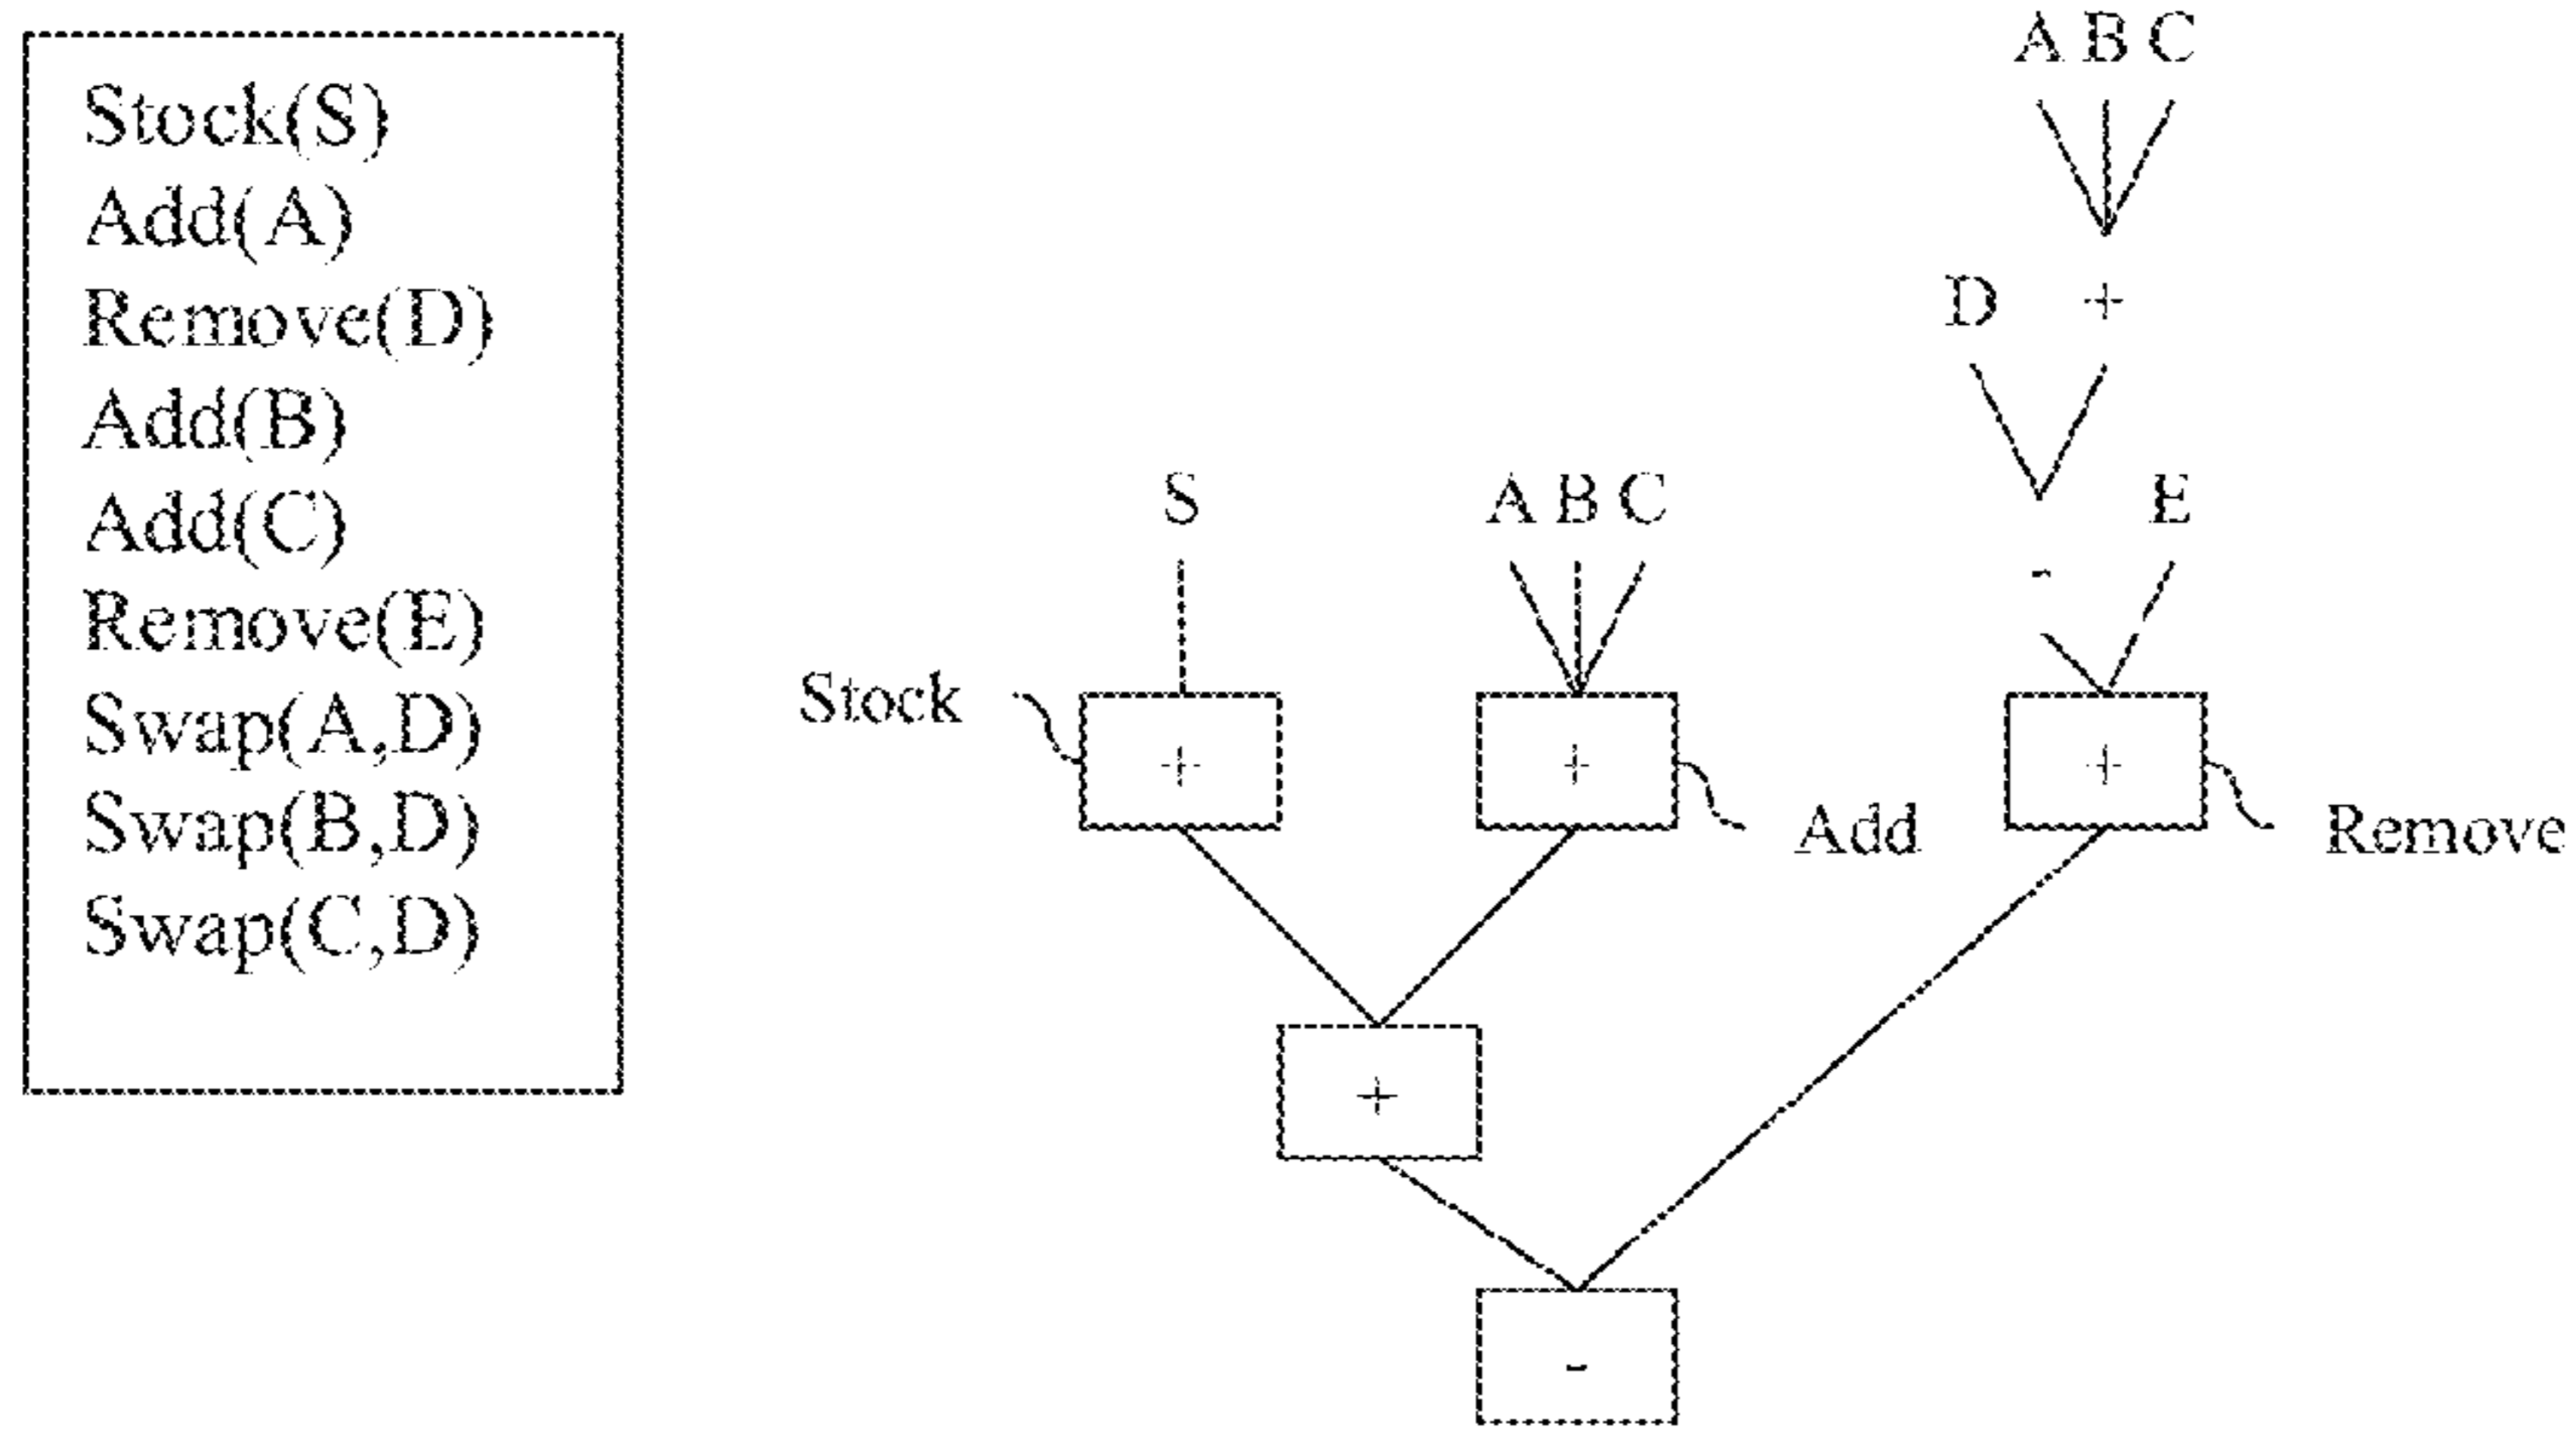 Stock(S)
Add(A)
Remove(D)
Add(B)
Add(C)
Remove(E)
Swap(A,D)
Swap(B,D)
Swap(C,D)
A B C
D +
S
A B C
-
E
Stock
+
+
Add
+
Remove
+
-